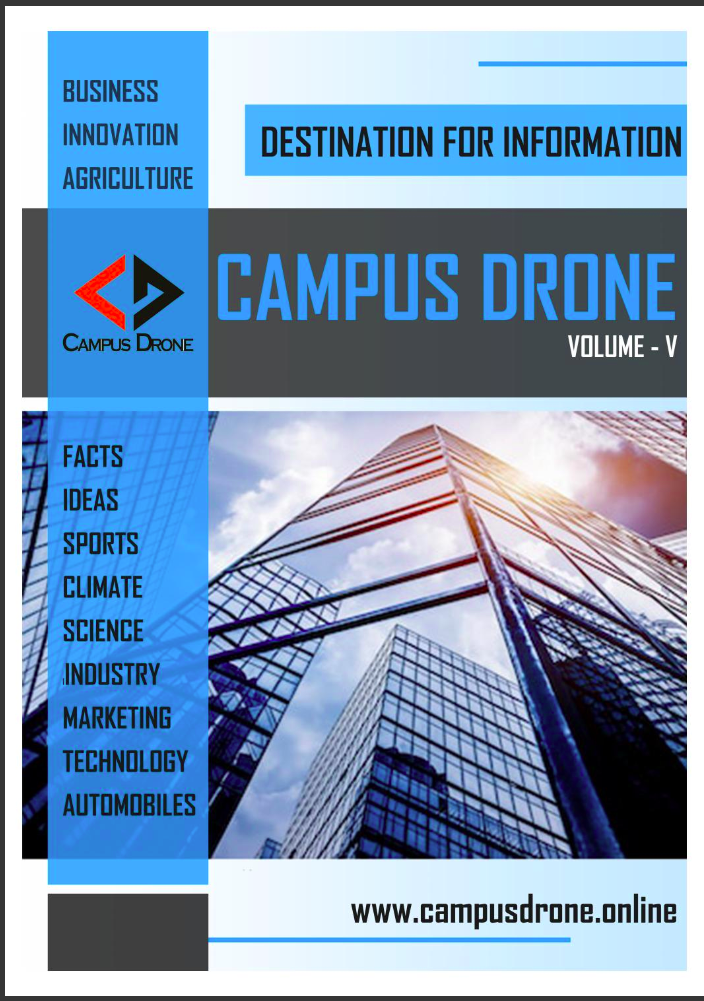 BUSINESS
INNOVATION
AGRICULTURE
DESTINATION FOR INFORMATION
CAMPUS DRONE
VOLUME - V
CAMPUS DRONE
FACTS
IDEAS
SPORTS
CLIMATE
SCIENCE
INDUSTRY
MARKETING
TECHNOLOGY
AUTOMOBILES
www.campusdrone.online